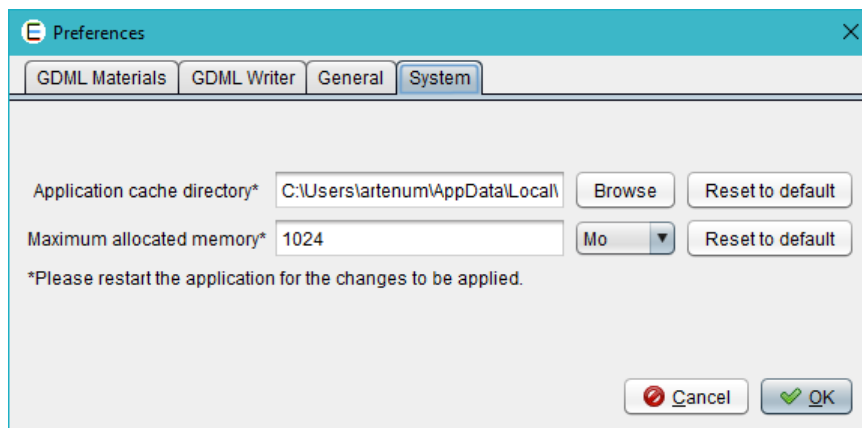 Preferences
GDML Materials GDML Writer General System
Application cache directory* C:\Users\artenum\AppData\Local\ Browse Reset to default
Maximum allocated memory* 1024 Mo Reset to default
*Please restart the application for the changes to be applied.
Cancel OK